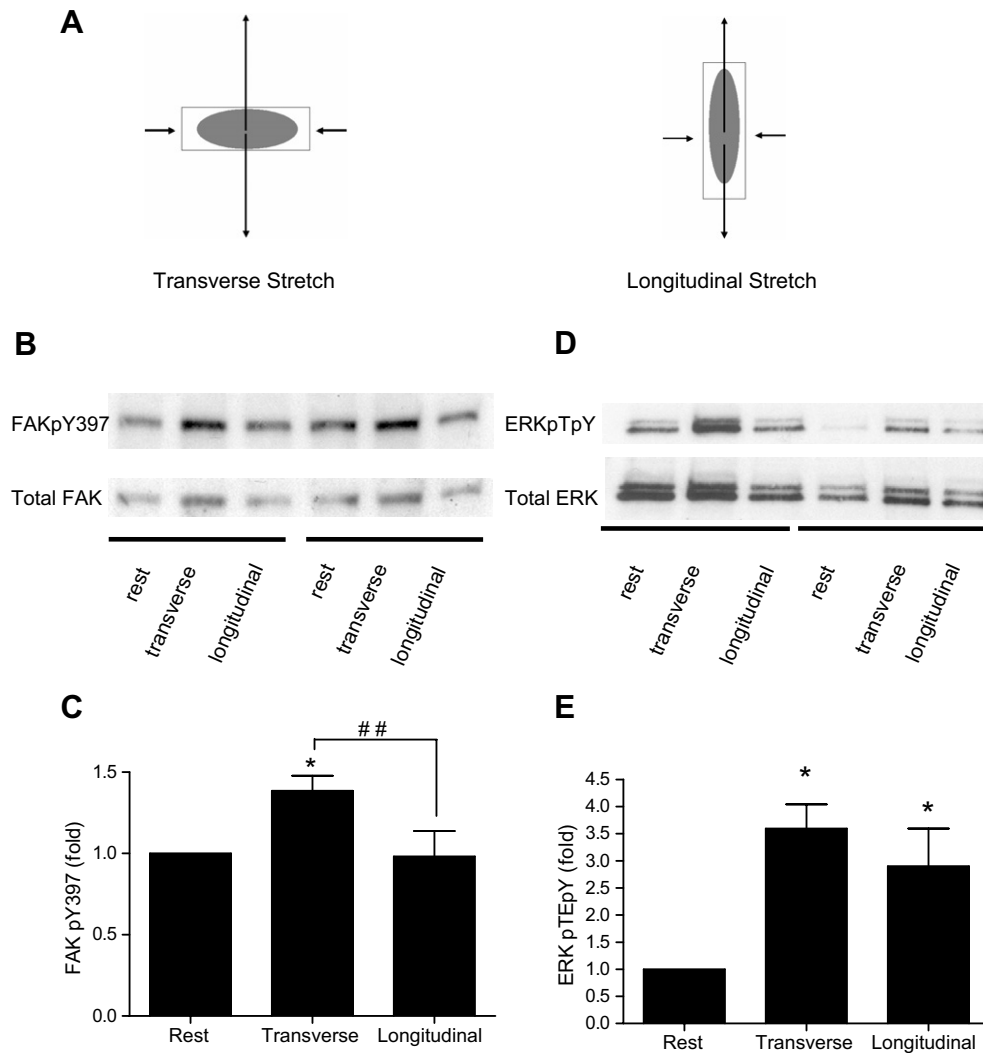 A
Transverse Stretch
Longitudinal Stretch
B
FAKpY397
Total FAK
rest
transverse
longitudinal
rest
transverse
longitudinal
D
ERKpTpY
Total ERK
rest
transverse
longitudinal
rest
transverse
longitudinal
C
# #
*
1.5
1.0
0.5
0.0
FAK pY397 (fold)
Rest
Transverse
Longitudinal
E
*
*
4.5
4.0
3.5
3.0
2.5
2.0
1.5
1.0
0.5
0.0
ERK pTEpY (fold)
Rest
Transverse
Longitudinal